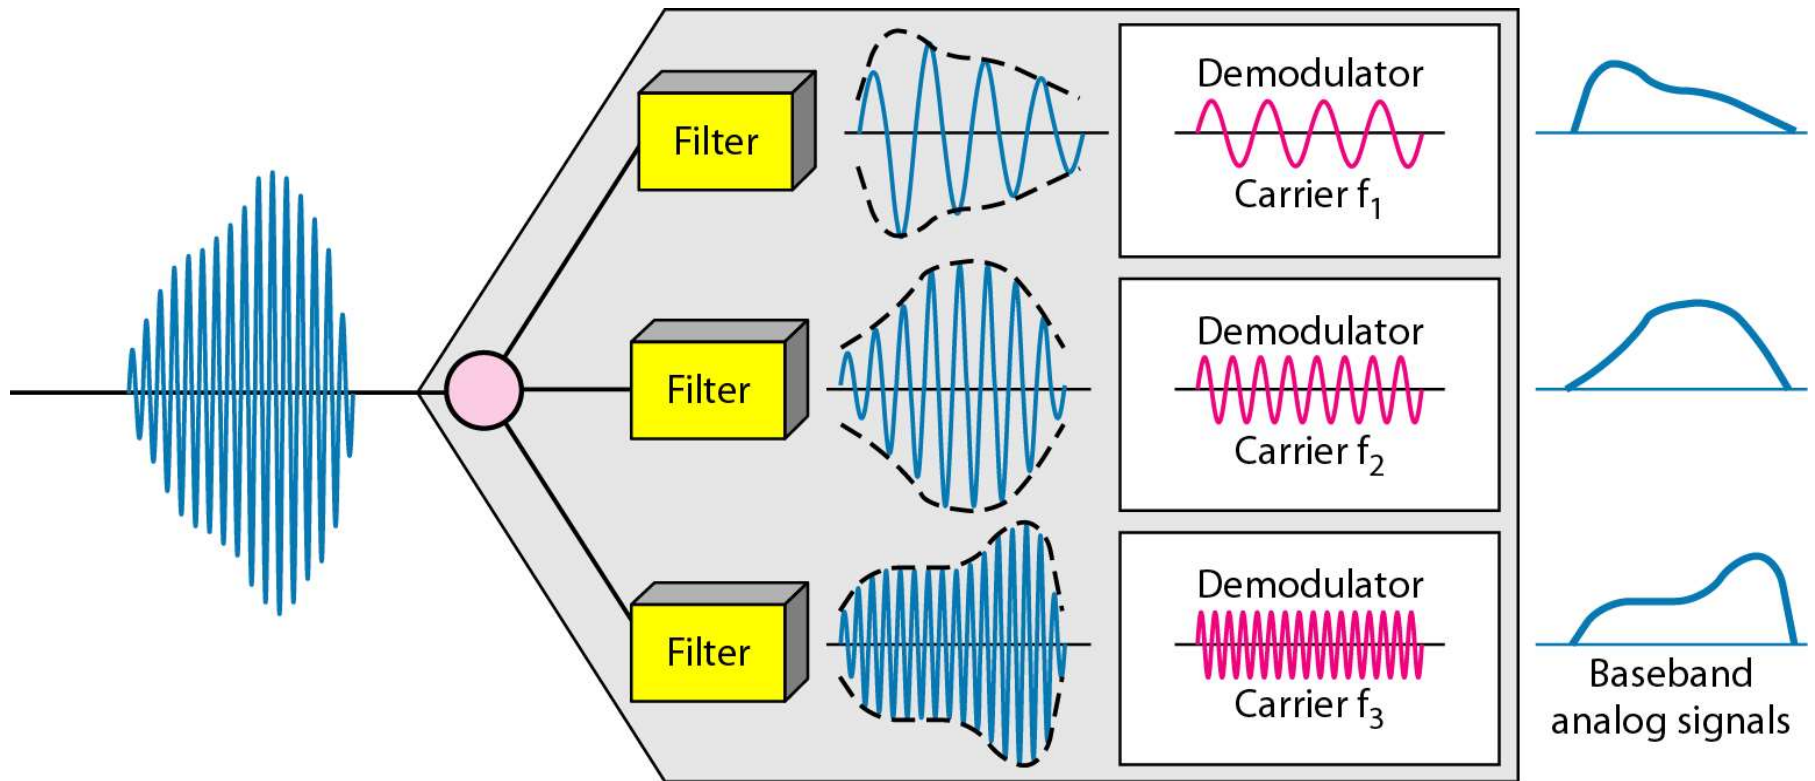 Filter
Demodulator
Carrier f₁
Filter
Demodulator
Carrier f₂
Filter
Demodulator
Carrier f₃
Baseband
analog signals